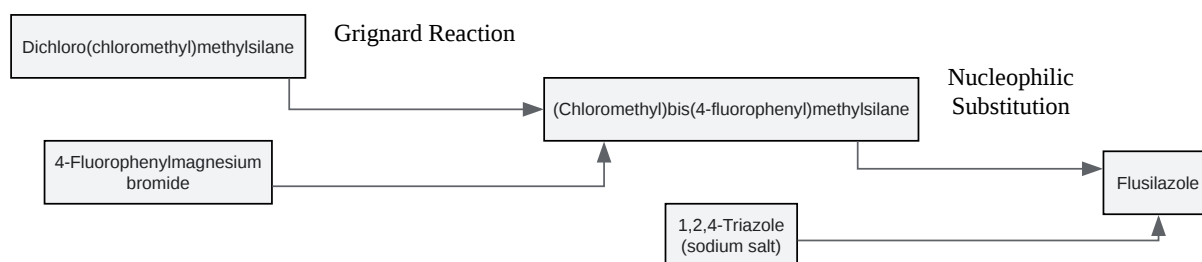 Dichloro(chloromethyl)methylsilane
Grignard Reaction
(Chloromethyl)bis(4-fluorophenyl)methylsilane
Nucleophilic
Substitution
4-Fluorophenylmagnesium
bromide
Flusilazole
1,2,4-Triazole
(sodium salt)